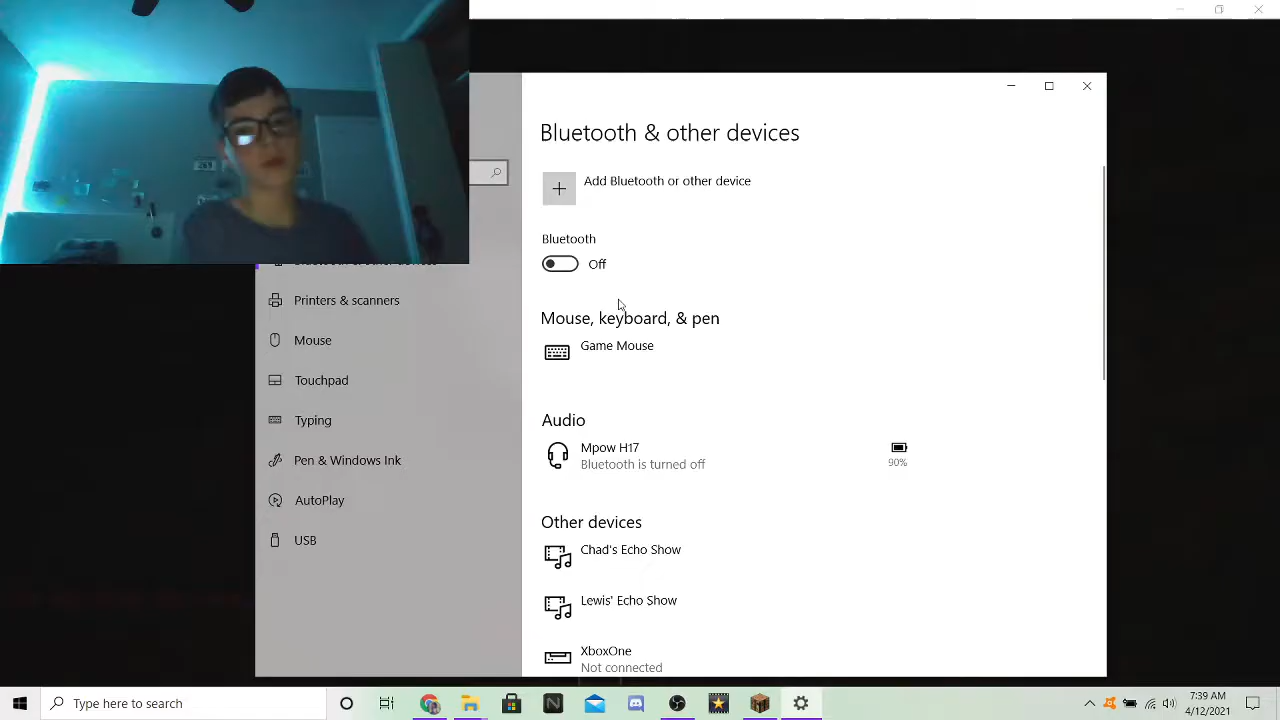 Bluetooth & other devices
Add Bluetooth or other device
Bluetooth
Off
Printers & scanners
Mouse, keyboard, & pen
Mouse
Game Mouse
Touchpad
Typing
Audio
Mpow H17
Bluetooth is turned off
90%
Pen & Windows Ink
AutoPlay
Other devices
USB
Chad's Echo Show
Lewis' Echo Show
XboxOne
Not connected
Type here to search
7:39 AM
4/12/2021